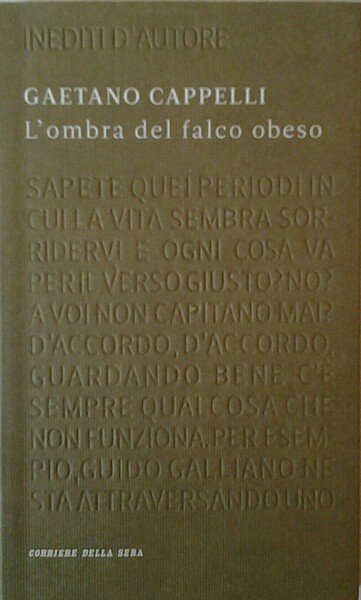 INEDITI D'AUTORE
GAETANO CAPPELLI
L'ombra del falco obeso
SAPETE QUEI PERIODI IN
CUI LA VITA SEMBRA SOR-
RIDERVI E OGNI COSA VA
PER IL VERSO GIUSTO? NO?
A VOI NON CAPITANO MAI?
D'ACCORDO, D'ACCORDO,
GUARDANDO BENE C'È
SEMPRE QUALCOSA CHE
NON FUNZIONA. PER ESEM-
PIO, GUIDO GALLIANO NE
STA ATTRAVERSANDO UNO
CORRIERE DELLA SERA